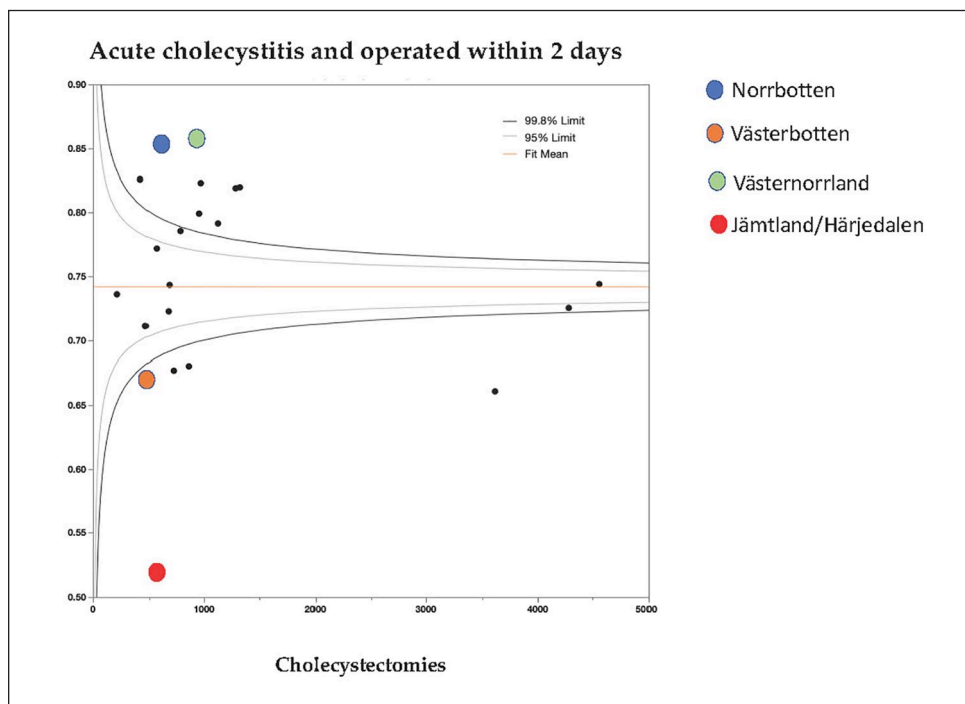 Acute cholecystitis and operated within 2 days
0.90
0.85
0.80
0.75
0.70
0.65
0.60
0.55
0.50
99.8% Limit
95% Limit
Fit Mean
0 1000 2000 3000 4000 5000
Cholecystectomies
Norrbotten
Västerbotten
Västernorrland
Jämtland/Härjedalen